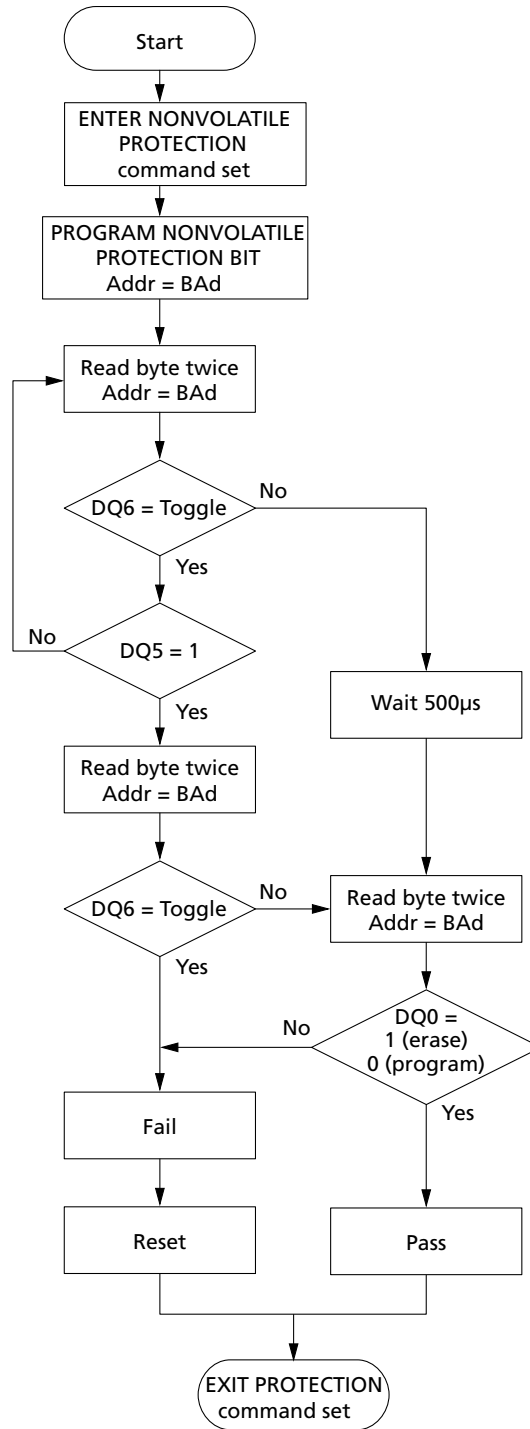 Start
ENTER NONVOLATILE
PROTECTION
command set
PROGRAM NONVOLATILE
PROTECTION BIT
Addr = BAd
Read byte twice
Addr = BAd
DQ6 = Toggle
No
Yes
DQ5 = 1
No
Yes
Wait 500µs
Read byte twice
Addr = BAd
DQ6 = Toggle
No
Yes
Read byte twice
Addr = BAd
DQ0 =
1 (erase)
0 (program)
No
Yes
Fail
Reset
Pass
EXIT PROTECTION
command set